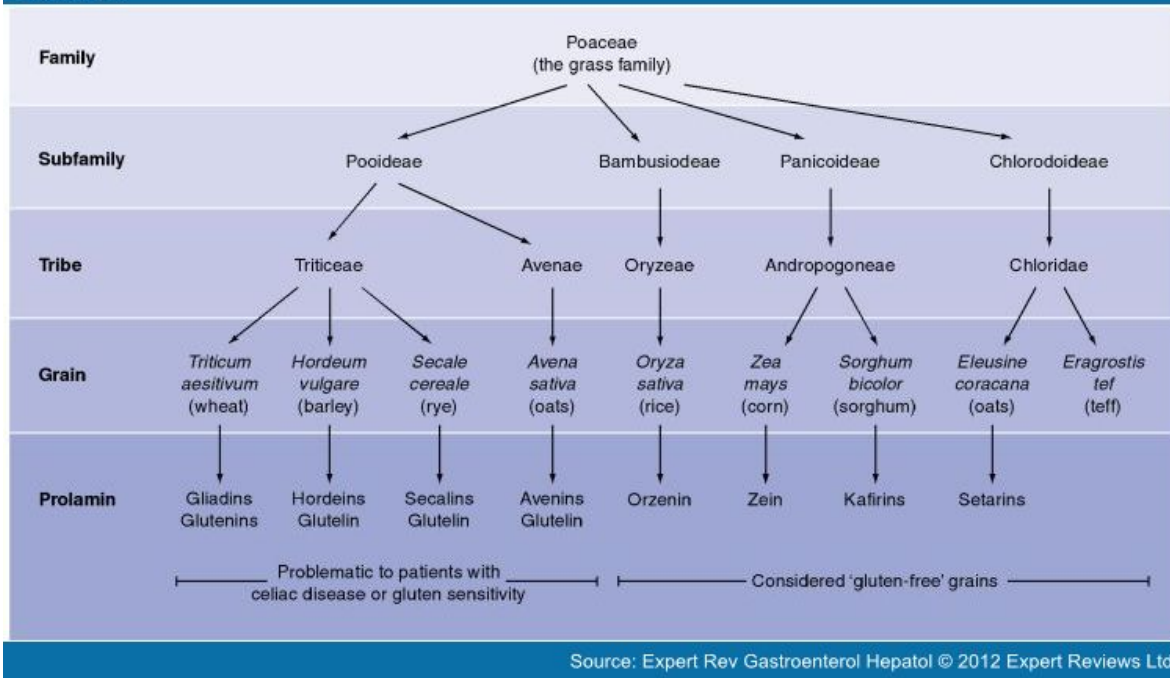 Family
Poaceae
(the grass family)
Subfamily
Pooideae
Bambusiodeae
Panicoideae
Chlorodoideae
Tribe
Triticeae
Avenae
Oryzeae
Andropogoneae
Chloridae
Grain
Triticum
aesitivum
(wheat)
Hordeum
vulgare
(barley)
Secale
cereale
(rye)
Avena
sativa
(oats)
Oryza
sativa
(rice)
Zea
mays
(corn)
Sorghum
bicolor
(sorghum)
Eleusine
coracana
(oats)
Eragrostis
tef
(teff)
Prolamin
Gliadins
Glutenins
Hordeins
Glutelin
Secalins
Glutelin
Avenins
Glutelin
Orzenin
Zein
Kafirins
Setarins
Problematic to patients with
celiac disease or gluten sensitivity
Considered 'gluten-free' grains
Source: Expert Rev Gastroenterol Hepatol © 2012 Expert Reviews Ltd